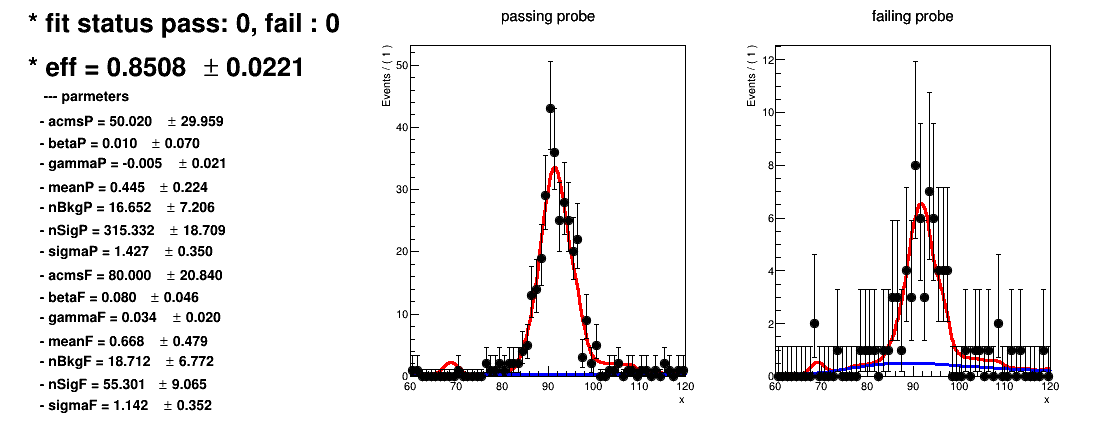 * fit status pass: 0, fail : 0
* eff = 0.8508 ± 0.0221
--- parmeters
- acmsP = 50.020 ± 29.959
- betaP = 0.010 ± 0.070
- gammaP = -0.005 ± 0.021
- meanP = 0.445 ± 0.224
- nBkgP = 16.652 ± 7.206
- nSigP = 315.332 ± 18.709
- sigmaP = 1.427 ± 0.350
- acmsF = 80.000 ± 20.840
- betaF = 0.080 ± 0.046
- gammaF = 0.034 ± 0.020
- meanF = 0.668 ± 0.479
- nBkgF = 18.712 ± 6.772
- nSigF = 55.301 ± 9.065
- sigmaF = 1.142 ± 0.352
passing probe
Events / ( 1 )
50
40
30
20
10
0
60 70 80 90 100 110 120
x
failing probe
Events / ( 1 )
12
10
8
6
4
2
0
60 70 80 90 100 110 120
x